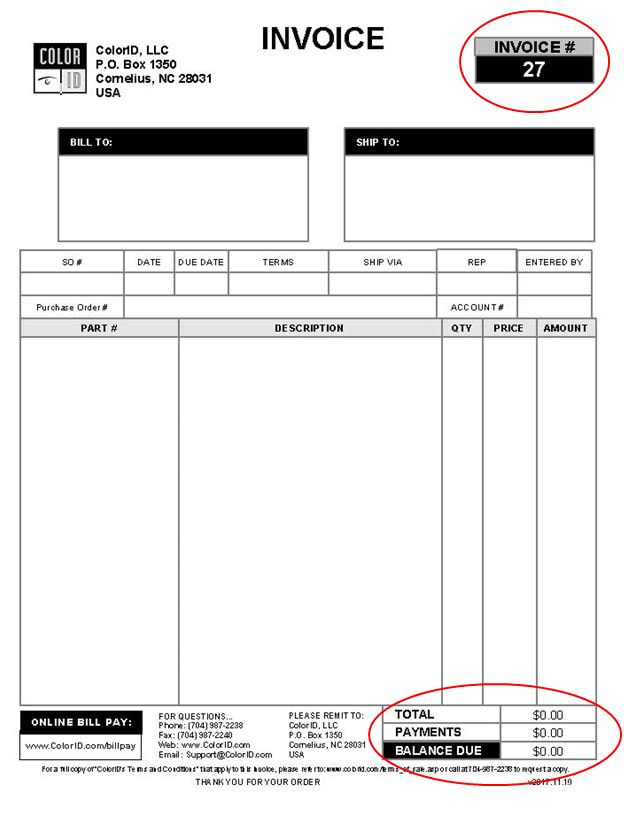 INVOICE
COLOR
ID
ColorID, LLC
P.O. Box 1350
Cornelius, NC 28031
USA
INVOICE #
27
BILL TO:
SHIP TO:
SO # DATE DUE DATE TERMS SHIP VIA REP ENTERED BY
Purchase Order # ACCOUNT #
PART # DESCRIPTION QTY PRICE AMOUNT
ONLINE BILL PAY:
www.ColorID.com/billpay
FOR QUESTIONS...
Phone: (704) 987-2238
Fax: (704) 987-2240
Web: www.ColorID.com
Email: Support@ColorID.com
PLEASE REMIT TO:
ColorID, LLC
P.O. Box 1350
Cornelius, NC 28031
USA
TOTAL $0.00
PAYMENTS $0.00
BALANCE DUE $0.00
For a full copy of "ColorID's Terms and Conditions" that apply to this invoice, please refer to: www.colorid.com/terms_of_sale.asp or call at 704-987-2238 to request a copy.
THANK YOU FOR YOUR ORDER v2017.11.19